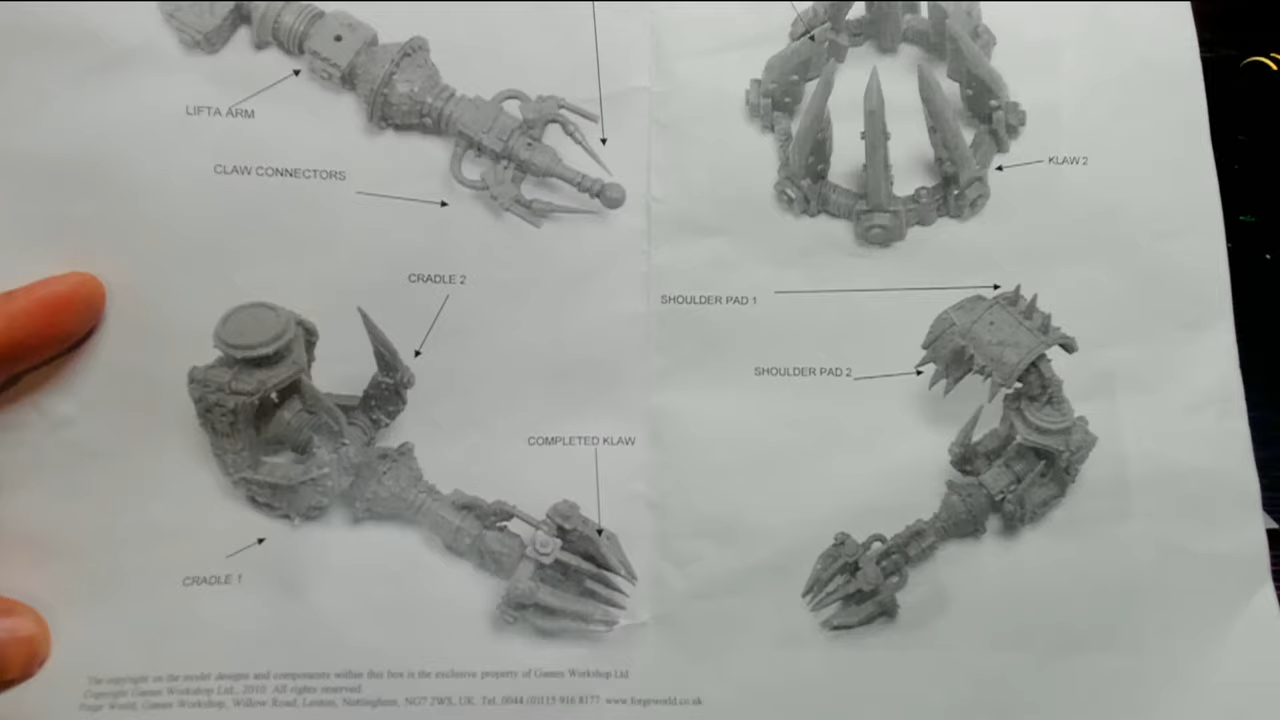 LIFTA ARM
CLAW CONNECTORS
KLAW 2
CRADLE 2
SHOULDER PAD 1
SHOULDER PAD 2
COMPLETED KLAW
CRADLE 1
The copyright on the model designs and components within this box is the exclusive property of Games Workshop Ltd
Copyright Games Workshop Ltd., 2010. All rights reserved
Forge World, Games Workshop, Willow Road, Lenton, Nottingham, NG7 2WS, UK. Tel. 0044 (0)115 916 8177 www.forgeworld.co.uk